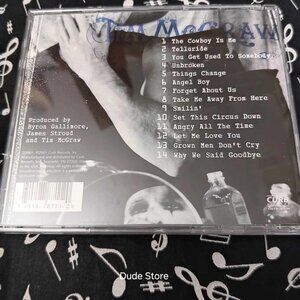 Tim McGraw
1 The Cowboy In Me
2 Telluride
3 You Get Used To Somebody
4 Unbroken
5 Things Change
6 Angel Boy
7 Forget About Us
8 Take Me Away From Here
9 Smilin'
10 Set This Circus Down
11 Angry All The Time
12 Let Me Love You
13 Grown Men Don't Cry
14 Why We Said Goodbye
Produced by
Byron Gallimore,
James Stroud
and Tim McGraw
CURB
Dude Store